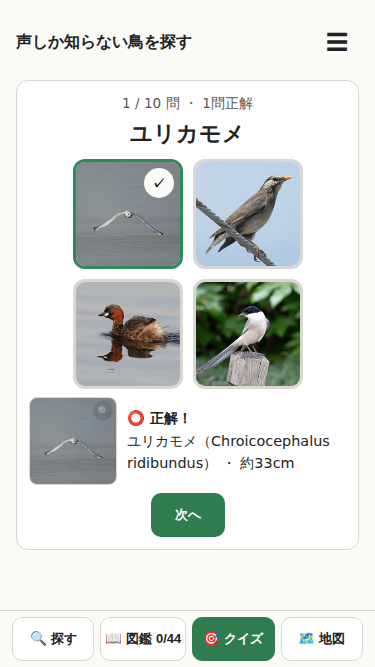 声しか知らない鳥を探す
1 / 10 問 ・ 1問正解
ユリカモメ
✓
⭕ 正解！
ユリカモメ（Chroicocephalus
ridibundus） ・ 約33cm
次へ
🔍 探す
📖 図鑑 0/44
🎯 クイズ
🗺️ 地図